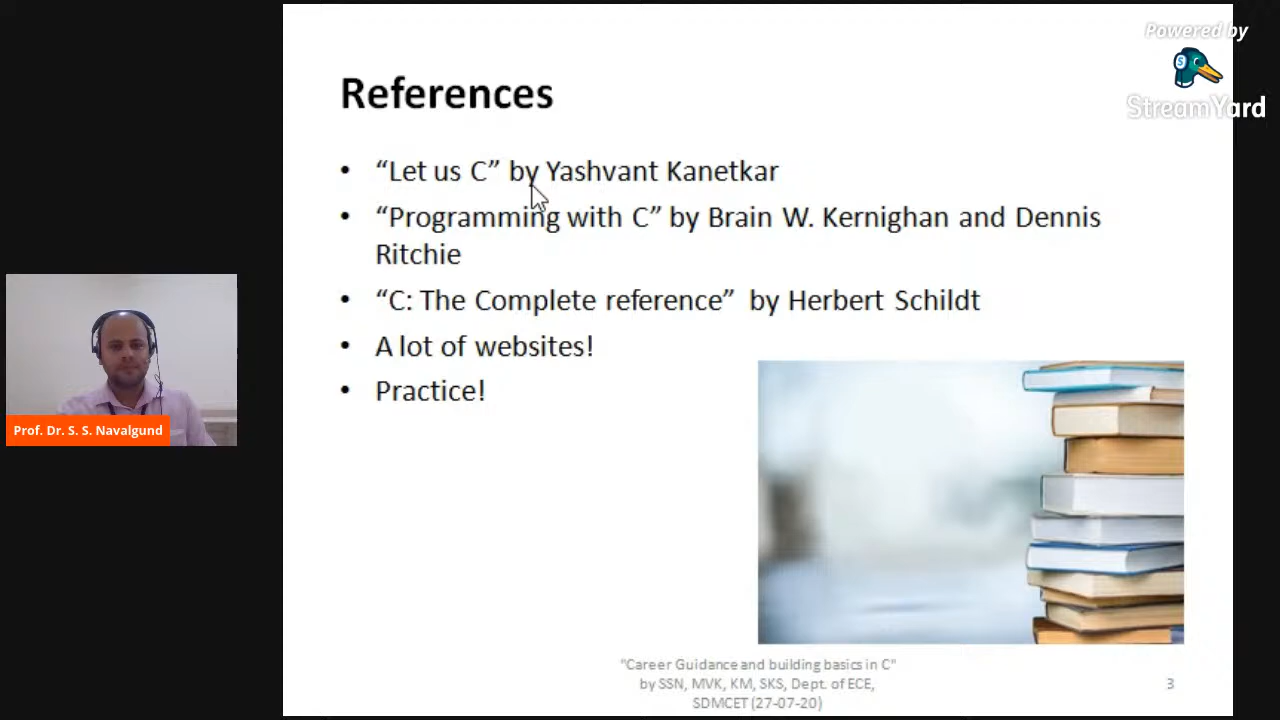 Powered by
StreamYard
References
• “Let us C” by Yashvant Kanetkar
• “Programming with C” by Brain W. Kernighan and Dennis
Ritchie
• “C: The Complete reference” by Herbert Schildt
• A lot of websites!
• Practice!
Prof. Dr. S. S. Navalgund
"Career Guidance and building basics in C"
by SSN, MVK, KM, SKS, Dept. of ECE,
SDMCET (27-07-20)
3